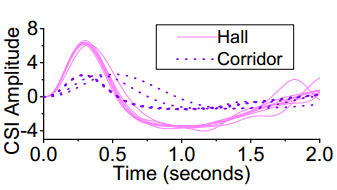 8
4
0
−4
CSI Amplitude
Hall
Corridor
0.0 0.5 1.0 1.5 2.0
Time (seconds)